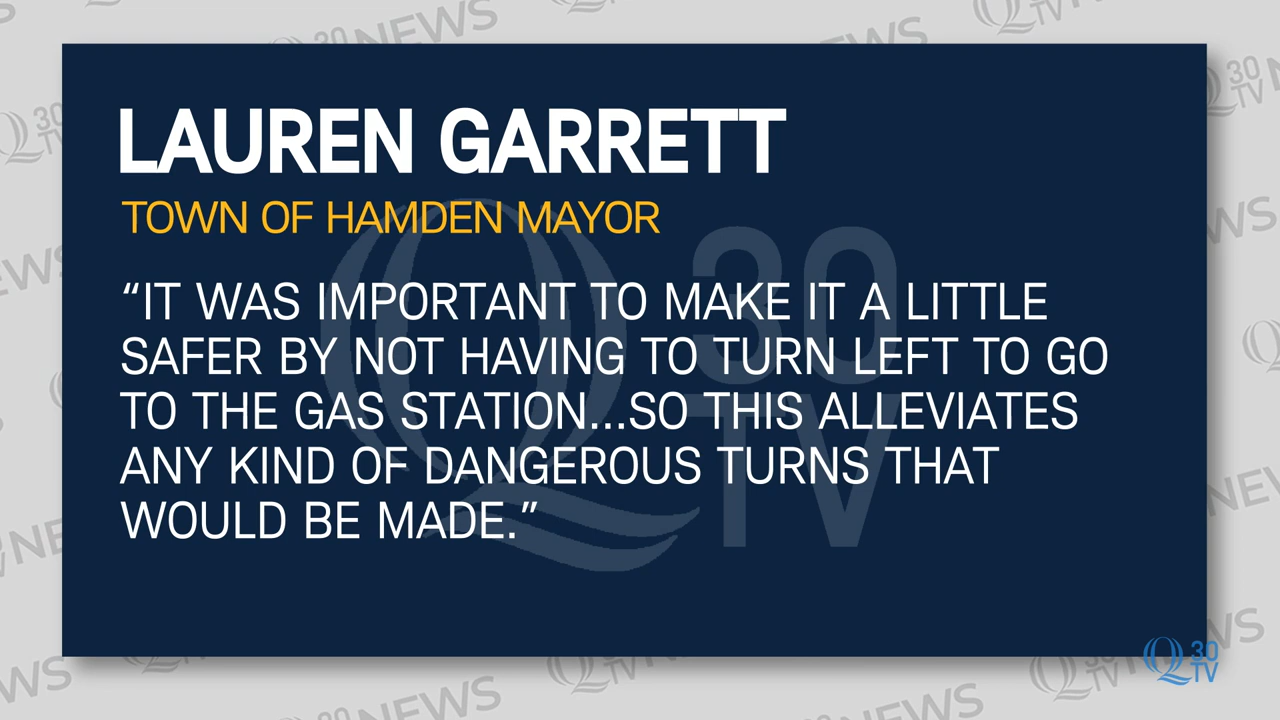 LAUREN GARRETT
TOWN OF HAMDEN MAYOR
“IT WAS IMPORTANT TO MAKE IT A LITTLE
SAFER BY NOT HAVING TO TURN LEFT TO GO
TO THE GAS STATION...SO THIS ALLEVIATES
ANY KIND OF DANGEROUS TURNS THAT
WOULD BE MADE.”
Q30
TV